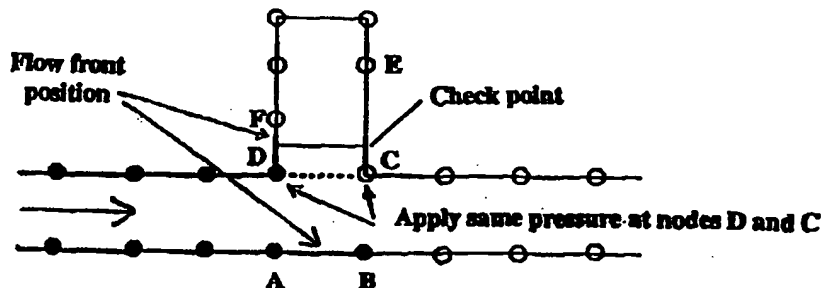 Flow front
position
E
Check point
F
D
C
Apply same pressure at nodes D and C
A
B